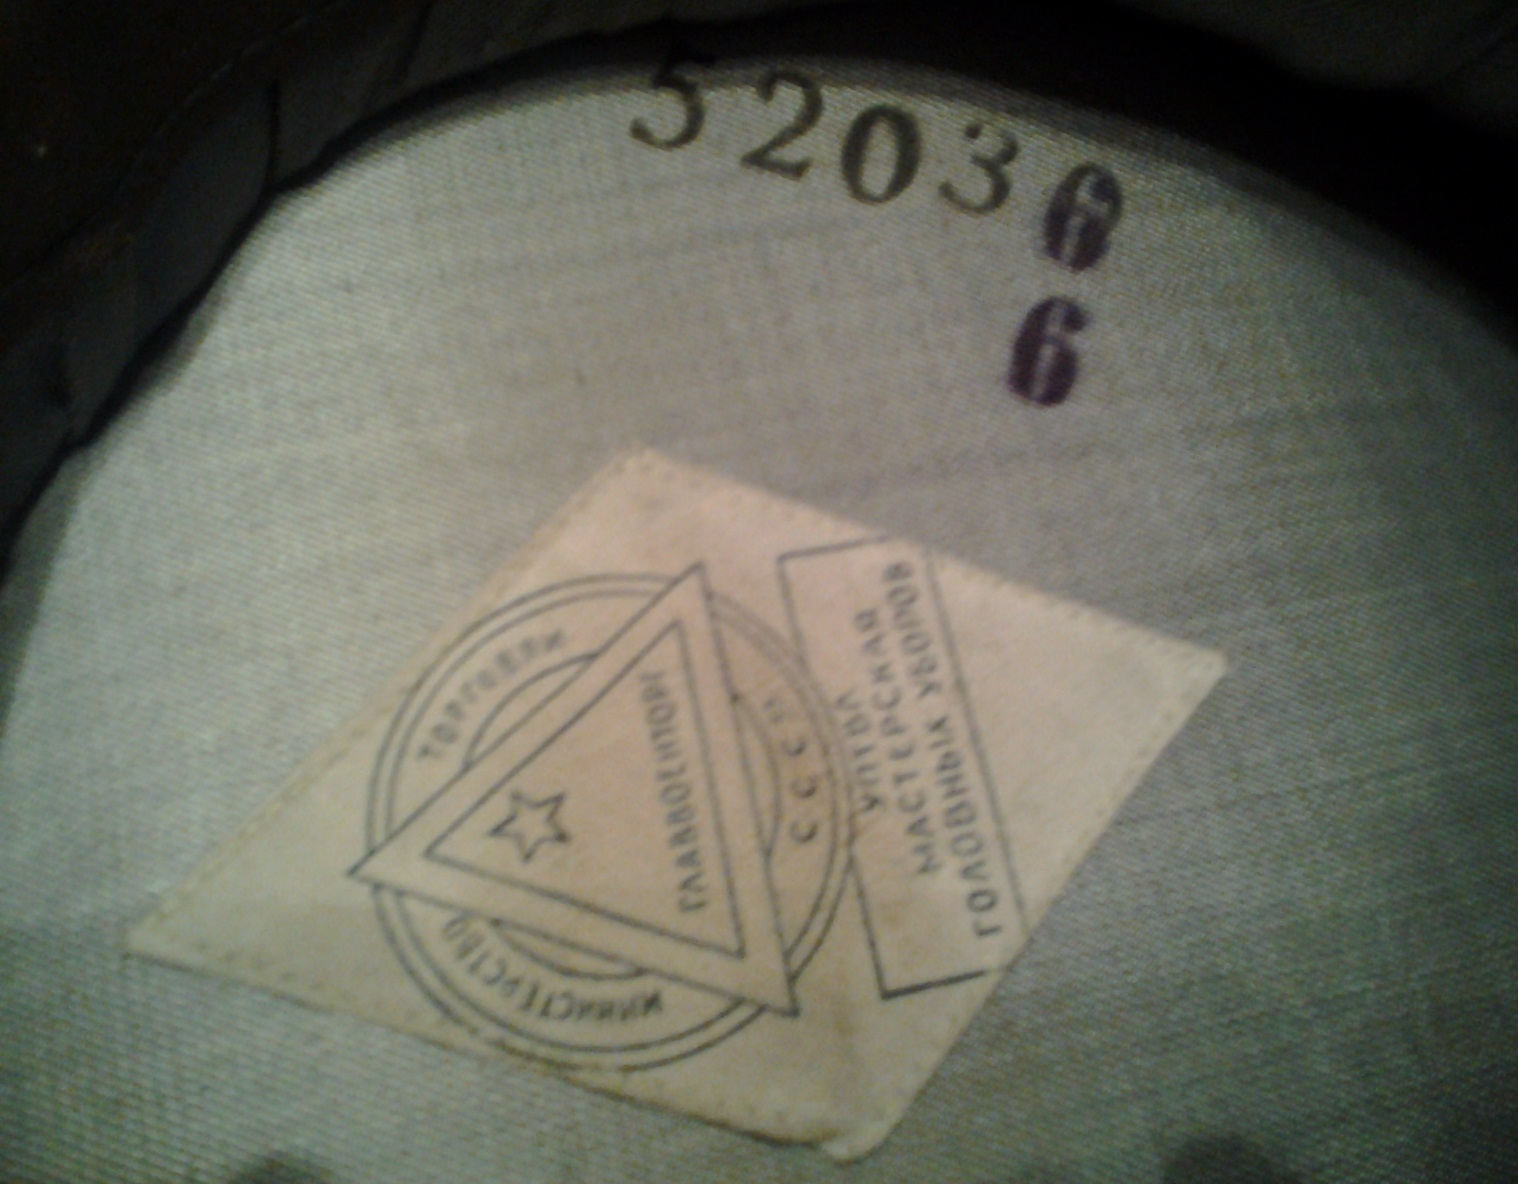 52036
6
МИНИСТЕРСТВО ТОРГОВЛИ СССР
ГЛАВВОЕНТОРГ
МАСТЕРСКАЯ
ГОЛОВНЫХ УБОРОВ